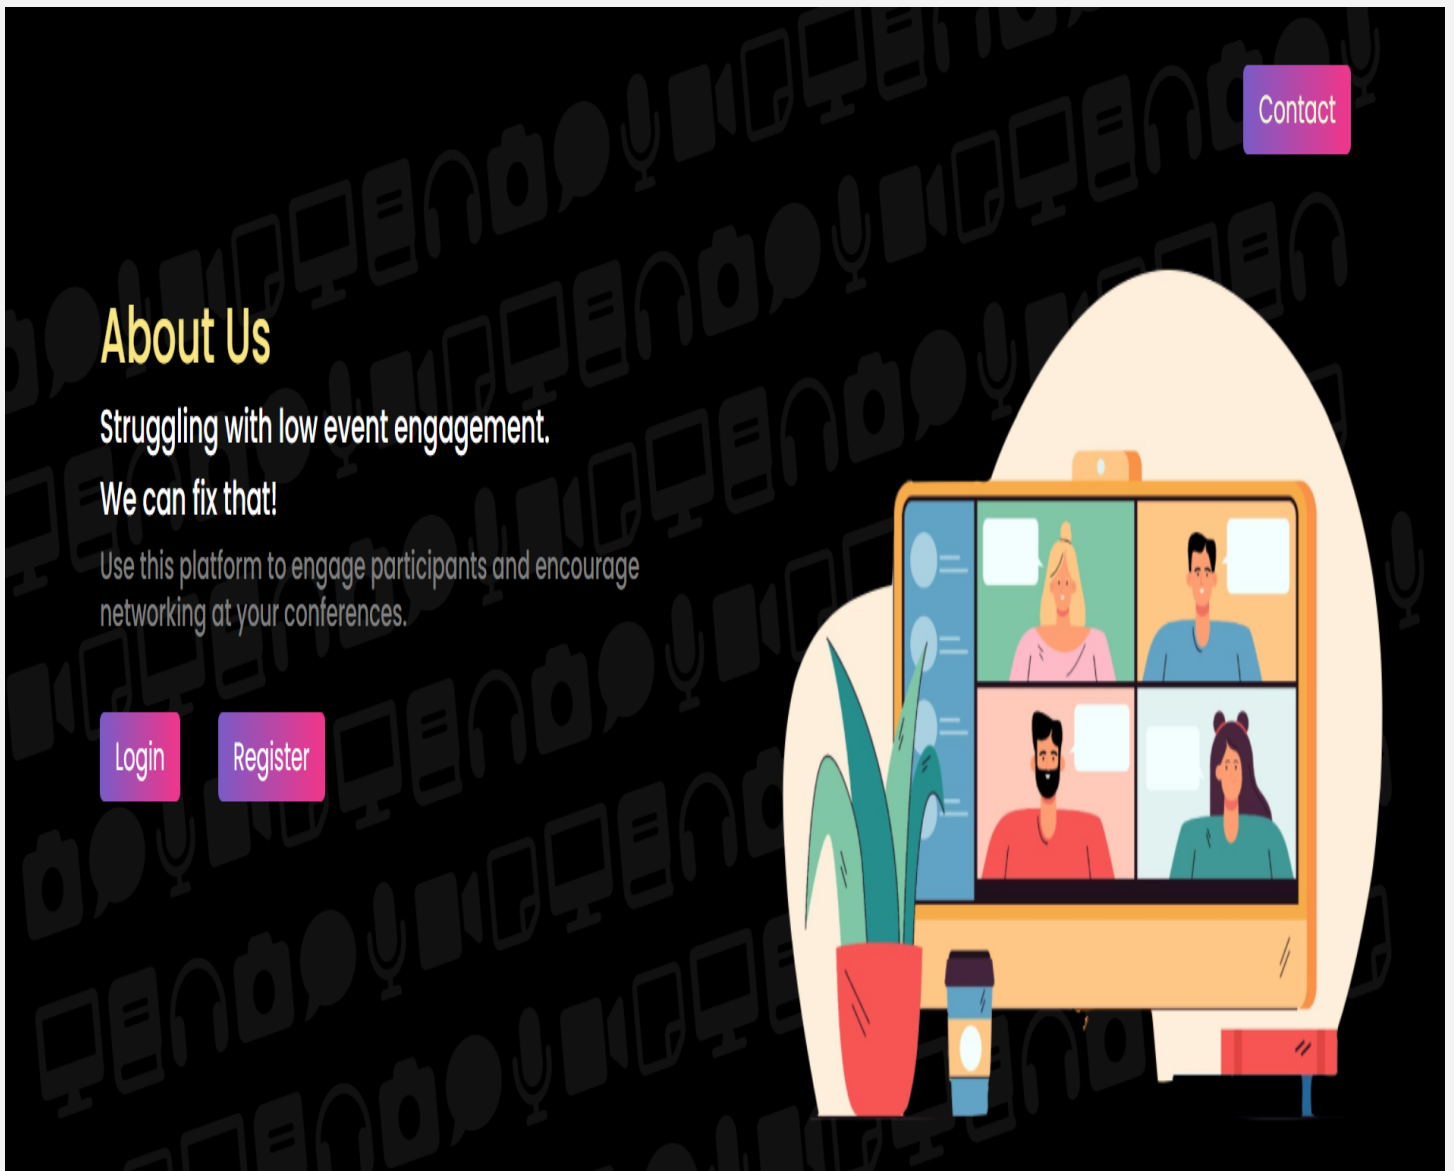 Contact
About Us
Struggling with low event engagement.
We can fix that!
Use this platform to engage participants and encourage
networking at your conferences.
Login
Register